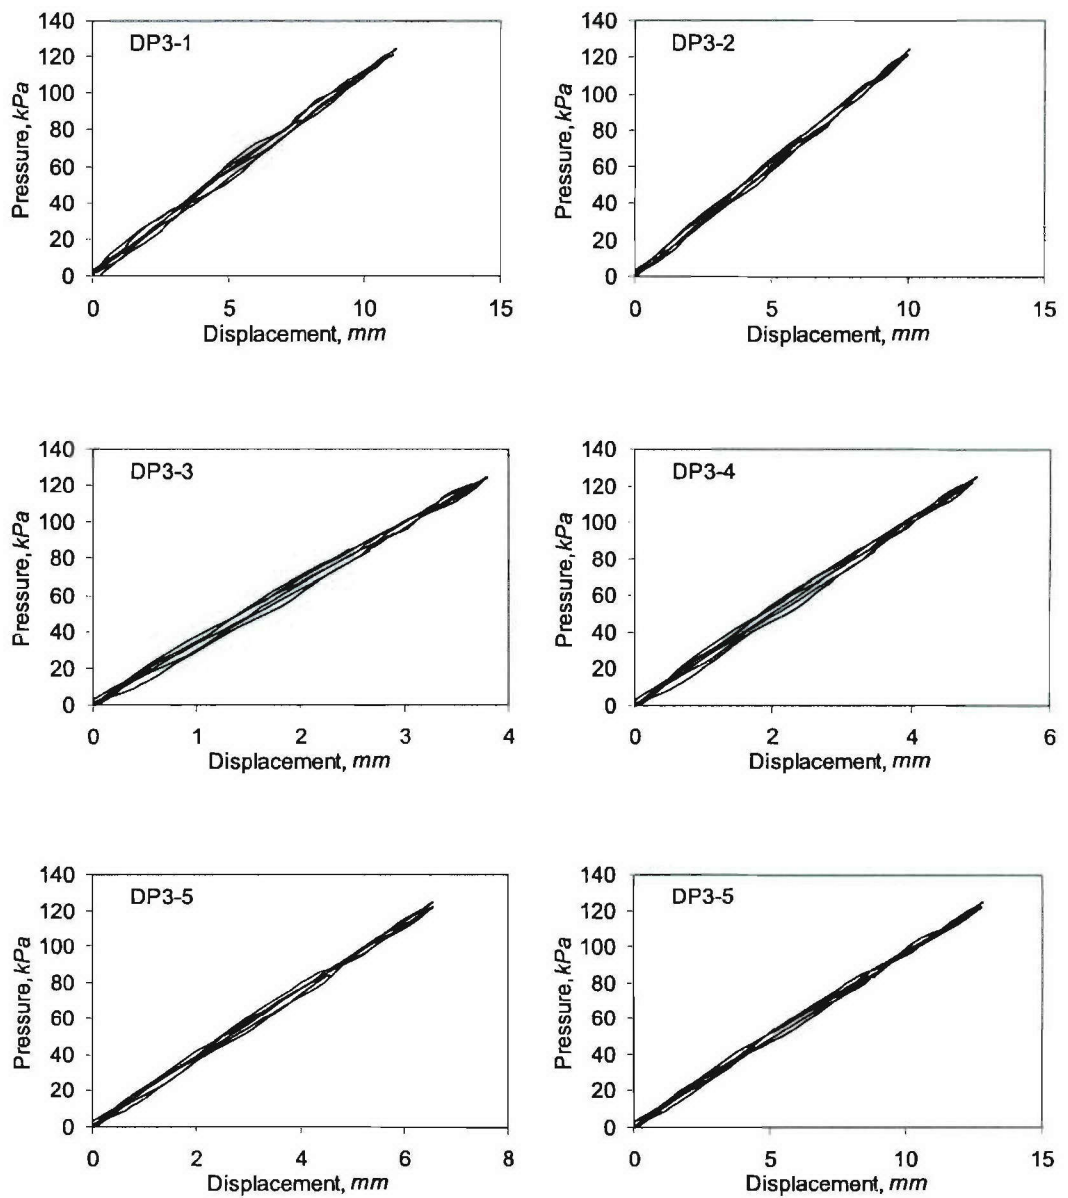 140
120
100
80
60
40
20
0
Pressure, kPa
DP3-1
0 5 10 15
Displacement, mm
140
120
100
80
60
40
20
0
Pressure, kPa
DP3-2
0 5 10 15
Displacement, mm
140
120
100
80
60
40
20
0
Pressure, kPa
DP3-3
0 1 2 3 4
Displacement, mm
140
120
100
80
60
40
20
0
Pressure, kPa
DP3-4
0 2 4 6
Displacement, mm
140
120
100
80
60
40
20
0
Pressure, kPa
DP3-5
0 2 4 6 8
Displacement, mm
140
120
100
80
60
40
20
0
Pressure, kPa
DP3-5
0 5 10 15
Displacement, mm